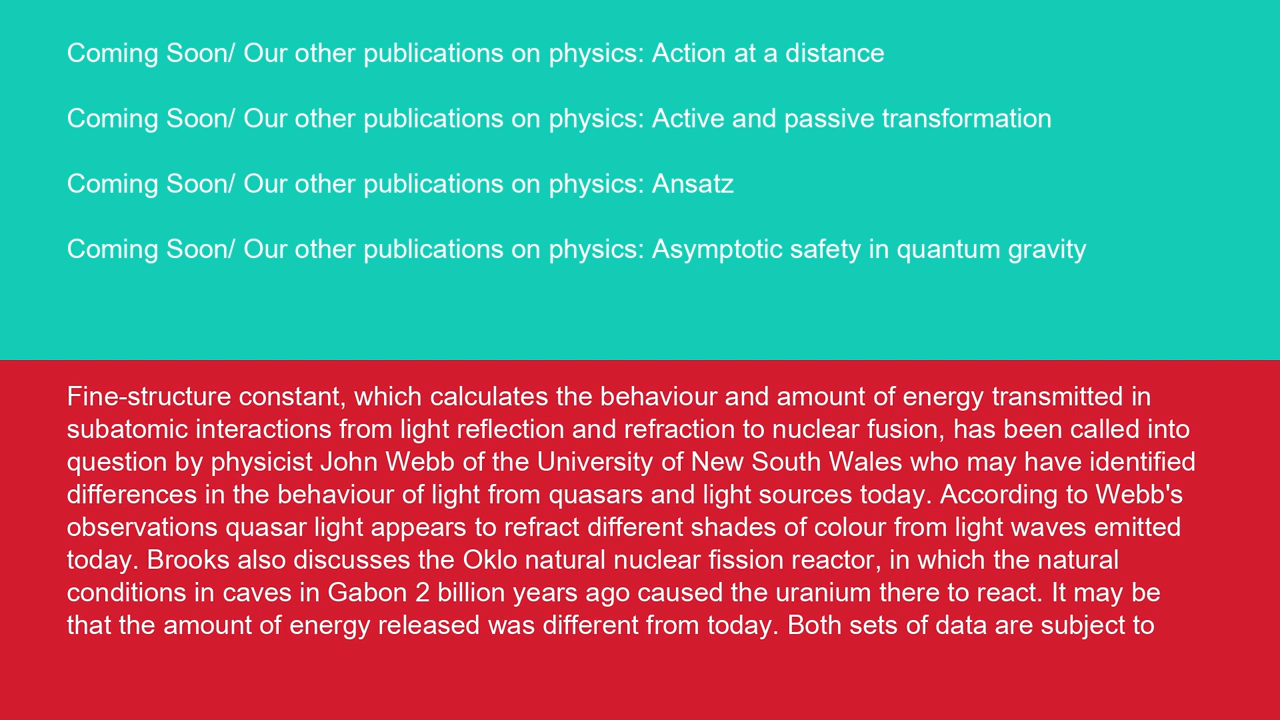 Coming Soon/ Our other publications on physics: Action at a distance
Coming Soon/ Our other publications on physics: Active and passive transformation
Coming Soon/ Our other publications on physics: Ansatz
Coming Soon/ Our other publications on physics: Asymptotic safety in quantum gravity
Fine-structure constant, which calculates the behaviour and amount of energy transmitted in
subatomic interactions from light reflection and refraction to nuclear fusion, has been called into
question by physicist John Webb of the University of New South Wales who may have identified
differences in the behaviour of light from quasars and light sources today. According to Webb's
observations quasar light appears to refract different shades of colour from light waves emitted
today. Brooks also discusses the Oklo natural nuclear fission reactor, in which the natural
conditions in caves in Gabon 2 billion years ago caused the uranium there to react. It may be
that the amount of energy released was different from today. Both sets of data are subject to